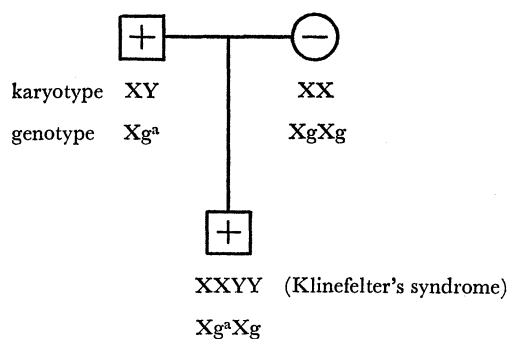 + −
karyotype XY XX
genotype Xgᵃ XgXg
+
XXYY (Klinefelter's syndrome)
XgᵃXg